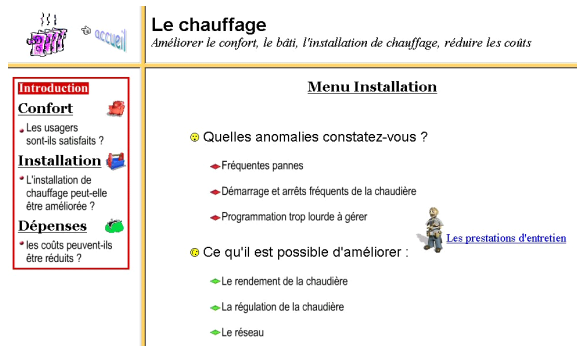 accueil
Le chauffage
Améliorer le confort, le bâti, l'installation de chauffage, réduire les coûts
Introduction
Confort
Les usagers
sont-ils satisfaits ?
Installation
L'installation de
chauffage peut-elle
être améliorée ?
Dépenses
les coûts peuvent-ils
être réduits ?
Menu Installation
Quelles anomalies constatez-vous ?
Fréquentes pannes
Démarrage et arrêts fréquents de la chaudière
Programmation trop lourde à gérer
Les prestations d'entretien
Ce qu'il est possible d'améliorer :
Le rendement de la chaudière
La régulation de la chaudière
Le réseau